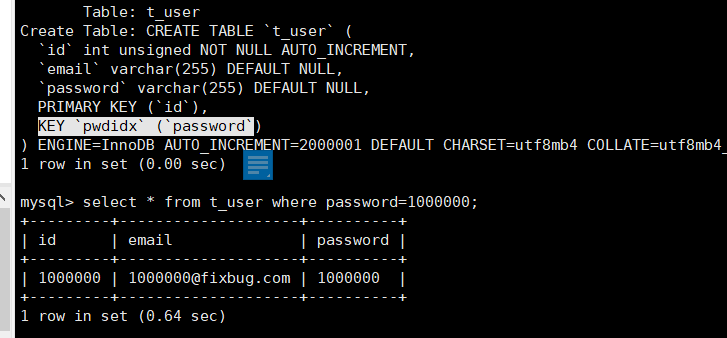 Table: t_user
Create Table: CREATE TABLE `t_user` (
`id` int unsigned NOT NULL AUTO_INCREMENT,
`email` varchar(255) DEFAULT NULL,
`password` varchar(255) DEFAULT NULL,
PRIMARY KEY (`id`),
KEY `pwdidx` (`password`)
) ENGINE=InnoDB AUTO_INCREMENT=2000001 DEFAULT CHARSET=utf8mb4 COLLATE=utf8mb4_
1 row in set (0.00 sec)
mysql> select * from t_user where password=1000000;
+---------+--------------------+----------+
| id      | email              | password |
+---------+--------------------+----------+
| 1000000 | 1000000@fixbug.com | 1000000  |
+---------+--------------------+----------+
1 row in set (0.64 sec)